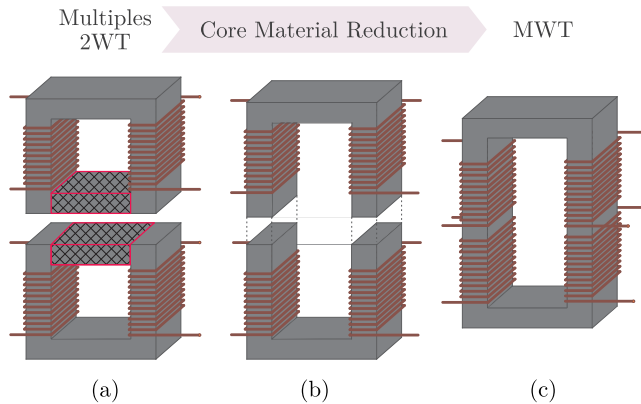 Multiples
2WT
Core Material Reduction
MWT
(a)
(b)
(c)